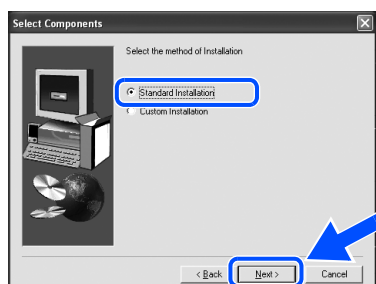 Select Components
Select the method of Installation
Standard Installation
Custom Installation
< Back
Next >
Cancel